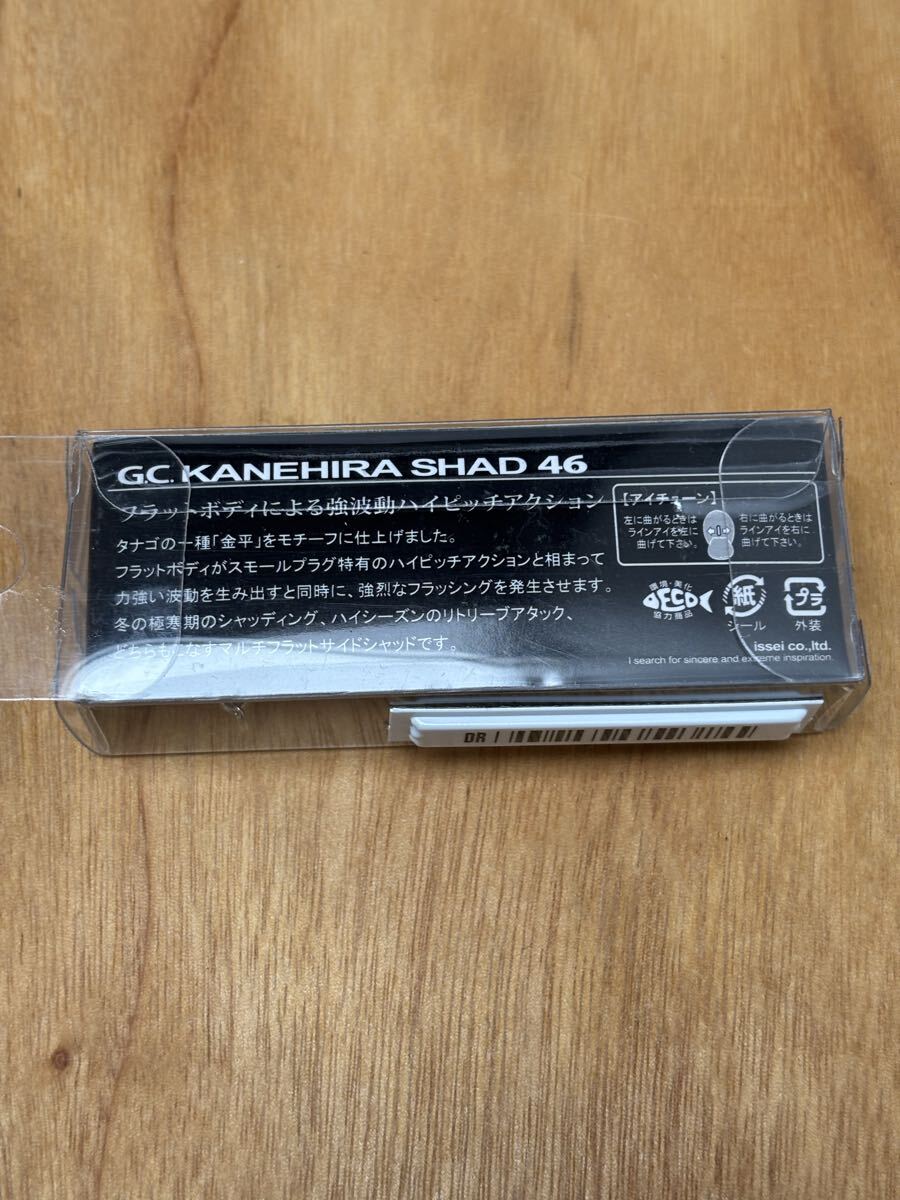 GC. KANEHIRA SHAD 46
フラットボディによる強波動ハイピッチアクション
タナゴの一種「金平」をモチーフに仕上げました。
フラットボディがスモールプラグ特有のハイピッチアクションと相まって
力強い波動を生み出すと同時に、強烈なフラッシングを発生させます。
冬の極寒期のシャッディング、ハイシーズンのリトリーブアタック、
どちらもこなすマルチフラットサイドシャッドです。
【アイチューン】
左に曲がるときは
ラインアイを左に
曲げて下さい。
右に曲がるときは
ラインアイを右に
曲げて下さい。
環境・美化
DECO
協力商品
紙
シール
プラ
外装
issei co.,ltd.
I search for sincere and extreme inspiration.
DR